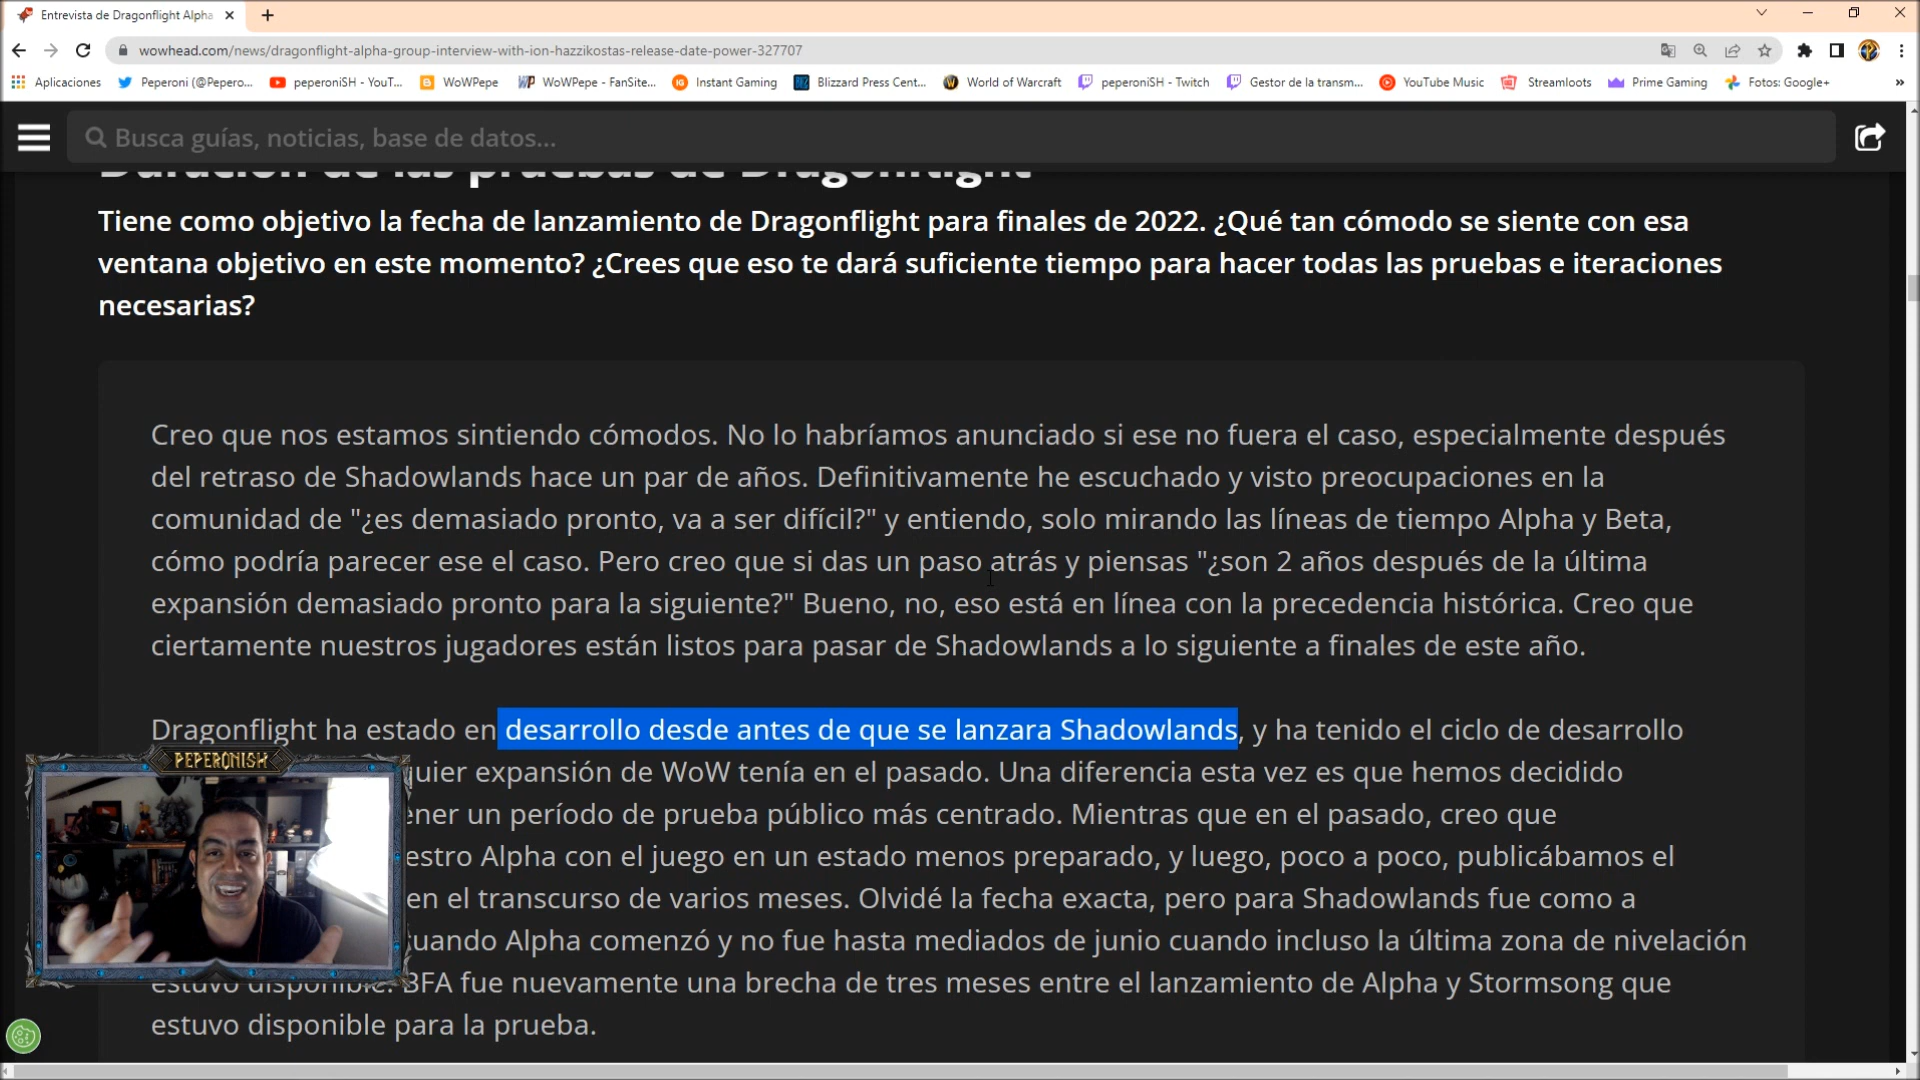 Entrevista de Dragonflight Alpha
wowhead.com/news/dragonflight-alpha-group-interview-with-ion-hazzikostas-release-date-power-327707
Aplicaciones
Peperoni (@Pepero...
peperoniSH - YouT...
WoWPepe
WoWPepe - FanSite...
Instant Gaming
Blizzard Press Cent...
World of Warcraft
peperoniSH - Twitch
Gestor de la transm...
YouTube Music
Streamloots
Prime Gaming
Fotos: Google+
»
Busca guías, noticias, base de datos...
Duración de las pruebas de Dragonflight
Tiene como objetivo la fecha de lanzamiento de Dragonflight para finales de 2022. ¿Qué tan cómodo se siente con esa
ventana objetivo en este momento? ¿Crees que eso te dará suficiente tiempo para hacer todas las pruebas e iteraciones
necesarias?
Creo que nos estamos sintiendo cómodos. No lo habríamos anunciado si ese no fuera el caso, especialmente después
del retraso de Shadowlands hace un par de años. Definitivamente he escuchado y visto preocupaciones en la
comunidad de "¿es demasiado pronto, va a ser difícil?" y entiendo, solo mirando las líneas de tiempo Alpha y Beta,
cómo podría parecer ese el caso. Pero creo que si das un paso atrás y piensas "¿son 2 años después de la última
expansión demasiado pronto para la siguiente?" Bueno, no, eso está en línea con la precedencia histórica. Creo que
ciertamente nuestros jugadores están listos para pasar de Shadowlands a lo siguiente a finales de este año.
Dragonflight ha estado en desarrollo desde antes de que se lanzara Shadowlands, y ha tenido el ciclo de desarrollo
quier expansión de WoW tenía en el pasado. Una diferencia esta vez es que hemos decidido
ener un período de prueba público más centrado. Mientras que en el pasado, creo que
estro Alpha con el juego en un estado menos preparado, y luego, poco a poco, publicábamos el
en el transcurso de varios meses. Olvidé la fecha exacta, pero para Shadowlands fue como a
uando Alpha comenzó y no fue hasta mediados de junio cuando incluso la última zona de nivelación
estuvo disponible. BFA fue nuevamente una brecha de tres meses entre el lanzamiento de Alpha y Stormsong que
estuvo disponible para la prueba.
PEPERONISH